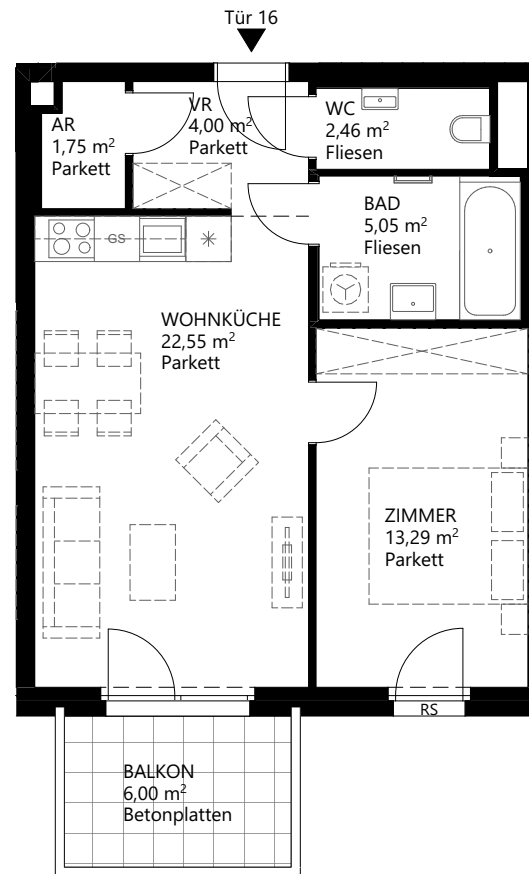 Tür 16
AR
1,75 m²
Parkett
VR
4,00 m²
Parkett
WC
2,46 m²
Fliesen
BAD
5,05 m²
Fliesen
GS
WOHNKÜCHE
22,55 m²
Parkett
ZIMMER
13,29 m²
Parkett
RS
BALKON
6,00 m²
Betonplatten